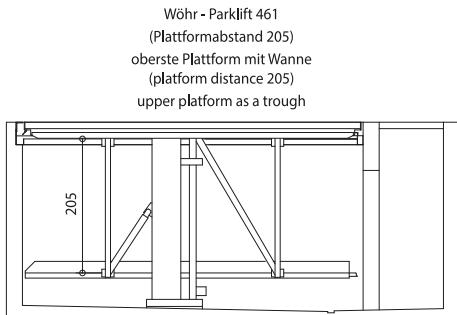 Wöhr - Parklift 461
(Plattformabstand 205)
oberste Plattform mit Wanne
(platform distance 205)
upper platform as a trough
205